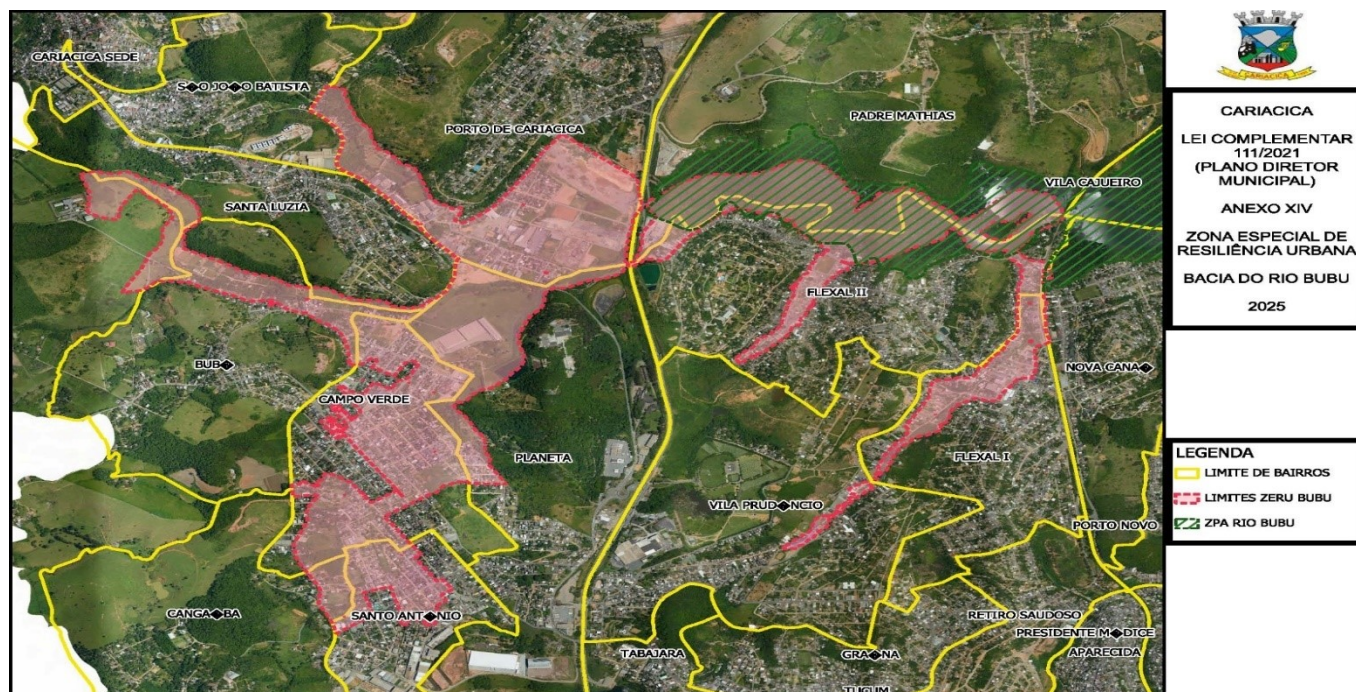 CARIACICA SEDE
S�O JO�O BATISTA
PORTO DE CARIACICA
PADRE MATHIAS
VILA CAJUEIRO
SANTA LUZIA
FLEXAL II
BUB�
NOVA CANA�
CAMPO VERDE
PLANETA
FLEXAL I
VILA PRUD�NCIO
PORTO NOVO
CANGA�BA
SANTO ANT�NIO
RETIRO SAUDOSO
PRESIDENTE M�DICE
TABAJARA
GRA�NA
APARECIDA
TUCUM
CARIACICA
CARIACICA
LEI COMPLEMENTAR
111/2021
(PLANO DIRETOR
MUNICIPAL)
ANEXO XIV
ZONA ESPECIAL DE
RESILIÊNCIA URBANA
BACIA DO RIO BUBU
2025
LEGENDA
LIMITE DE BAIRROS
LIMITES ZERU BUBU
ZPA RIO BUBU